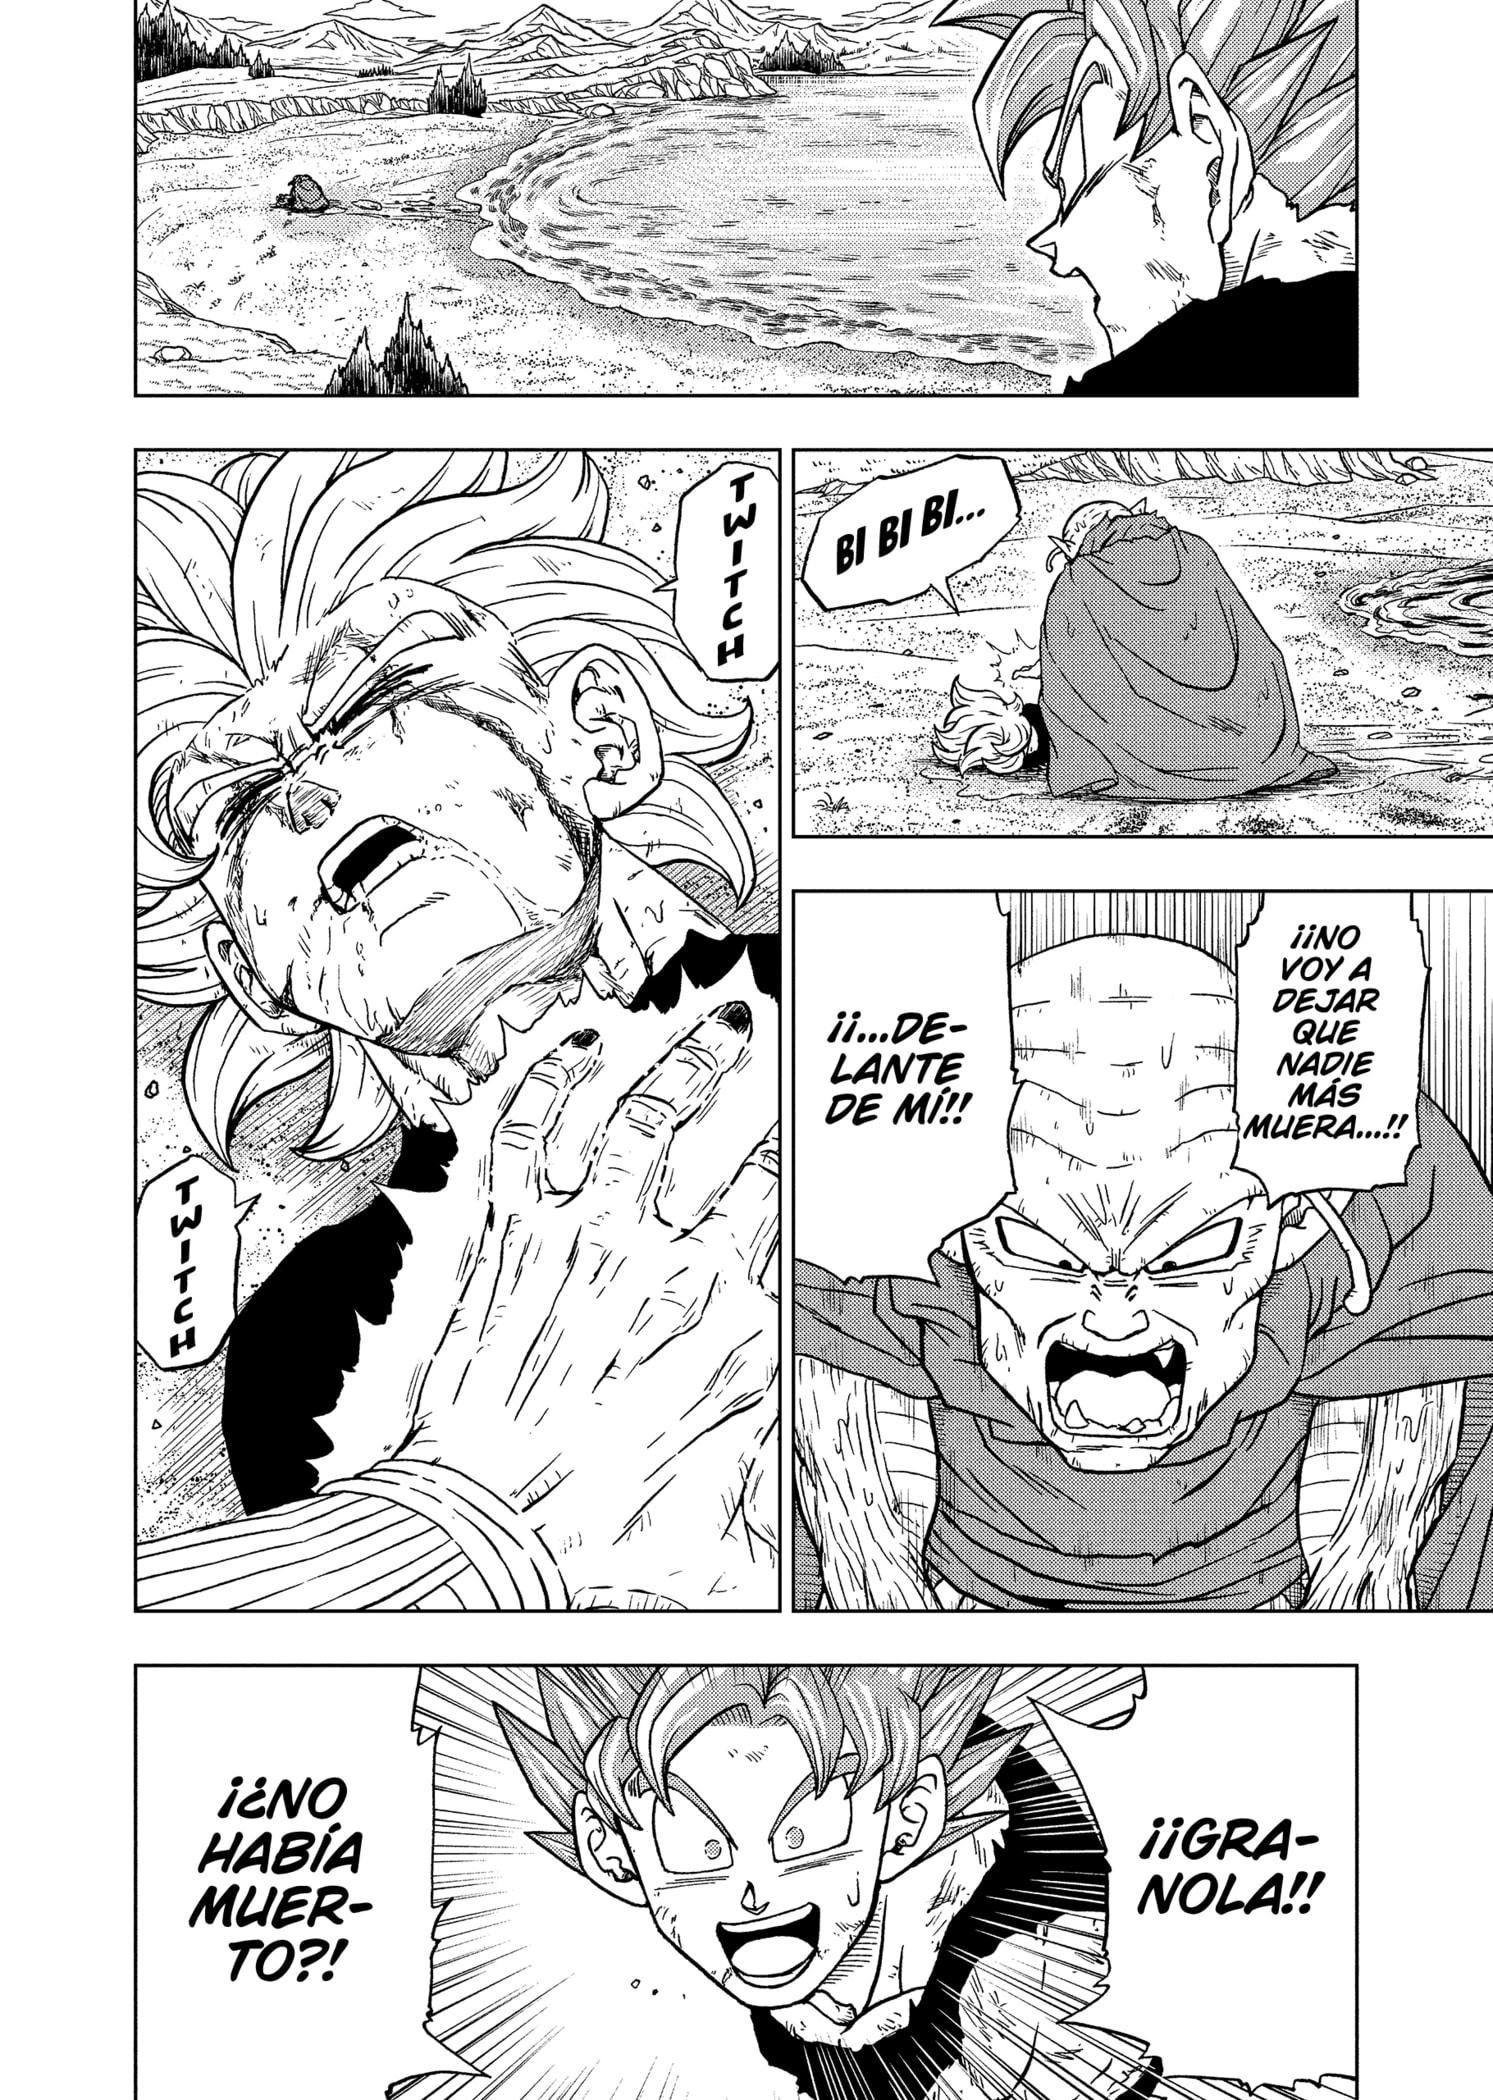 BI BI BI...
¡¡NO
VOY A
DEJAR
QUE
NADIE
MÁS
MUERA...!!
¡¡...DE-
LANTE
DE MÍ!!
TWITCH
TWITCH
¡¡GRA-
NOLA!!
¡¿NO
HABÍA
MUER-
TO?!